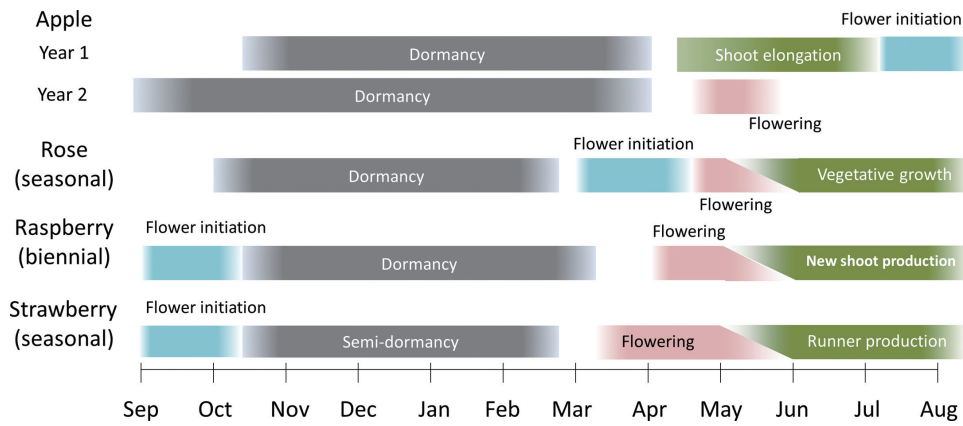 Apple
Flower initiation
Year 1
Dormancy
Shoot elongation
Year 2
Dormancy
Flowering
Rose
(seasonal)
Flower initiation
Dormancy
Vegetative growth
Flowering
Raspberry
(biennial)
Flower initiation
Flowering
Dormancy
New shoot production
Strawberry
(seasonal)
Flower initiation
Semi-dormancy
Flowering
Runner production
Sep Oct Nov Dec Jan Feb Mar Apr May Jun Jul Aug